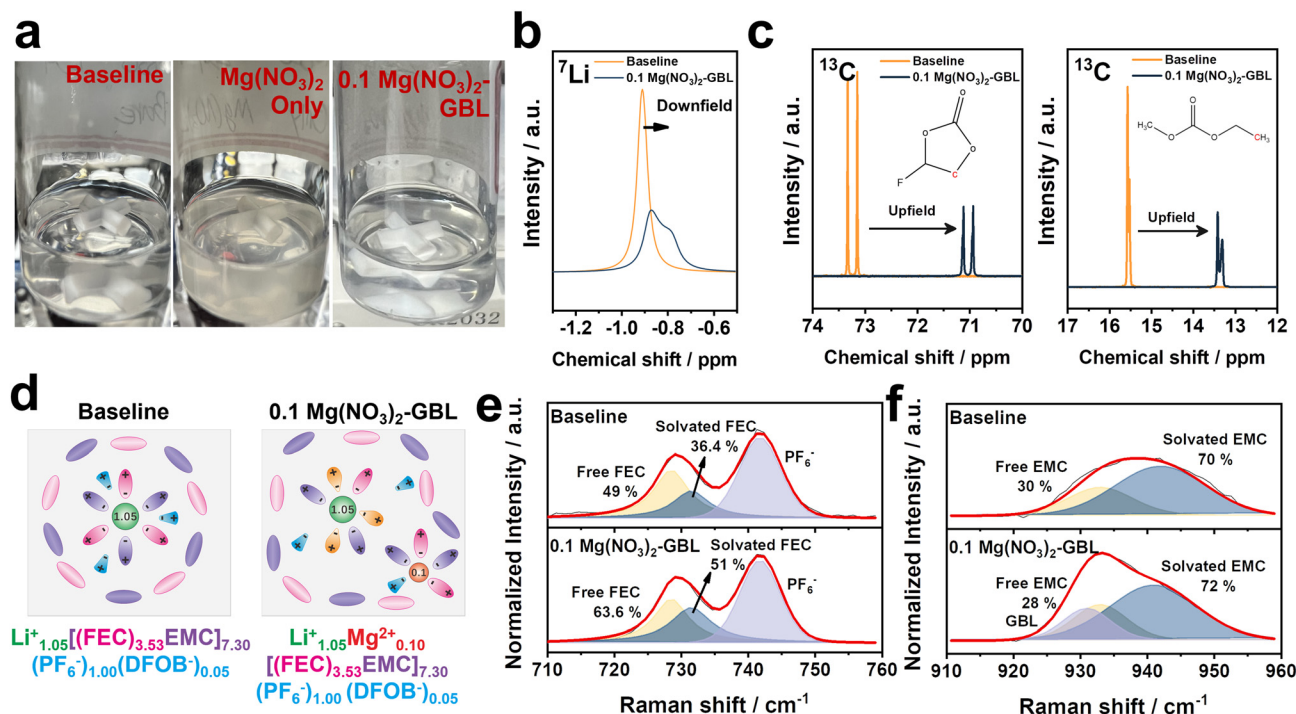 a
Baseline
Mg(NO₃)₂
Only
0.1 Mg(NO₃)₂-
GBL
2032
b
⁷Li
Baseline
0.1 Mg(NO₃)₂-GBL
Downfield
Intensity / a.u.
-1.2
-0.9
-0.6
Chemical shift / ppm
c
¹³C
Baseline
0.1 Mg(NO₃)₂-GBL
O
O
O
F
C
Upfield
Intensity / a.u.
74
73
72
71
70
Chemical shift / ppm
¹³C
Baseline
0.1 Mg(NO₃)₂-GBL
O
H₃C
O
O
CH₃
Upfield
Intensity / a.u.
17
16
15
14
13
12
Chemical shift / ppm
d
Baseline
0.1 Mg(NO₃)₂-GBL
1.05
1.05
0.1
Li⁺₁.₀₅[(FEC)₃.₅₃EMC]₇.₃₀
(PF₆⁻)₁.₀₀(DFOB⁻)₀.₀₅
Li⁺₁.₀₅Mg²⁺₀.₁₀
[(FEC)₃.₅₃EMC]₇.₃₀
(PF₆⁻)₁.₀₀ (DFOB⁻)₀.₀₅
e
Baseline
Solvated FEC
36.4 %
Free FEC
49 %
PF₆⁻
0.1 Mg(NO₃)₂-GBL
Solvated FEC
51 %
Free FEC
63.6 %
PF₆⁻
Normalized Intensity / a.u.
710
720
730
740
750
760
Raman shift / cm⁻¹
f
Baseline
Solvated EMC
70 %
Free EMC
30 %
0.1 Mg(NO₃)₂-GBL
Solvated EMC
72 %
Free EMC
28 %
GBL
Normalized Intensity / a.u.
910
920
930
940
950
960
Raman shift / cm⁻¹